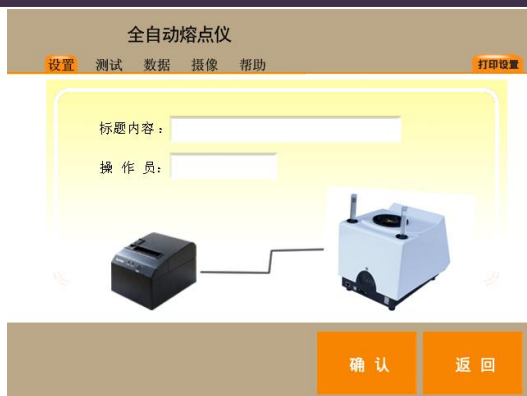 全自动熔点仪
设置 测试 数据 摄像 帮助 打印设置
标题内容：
操 作 员：
确 认 返 回